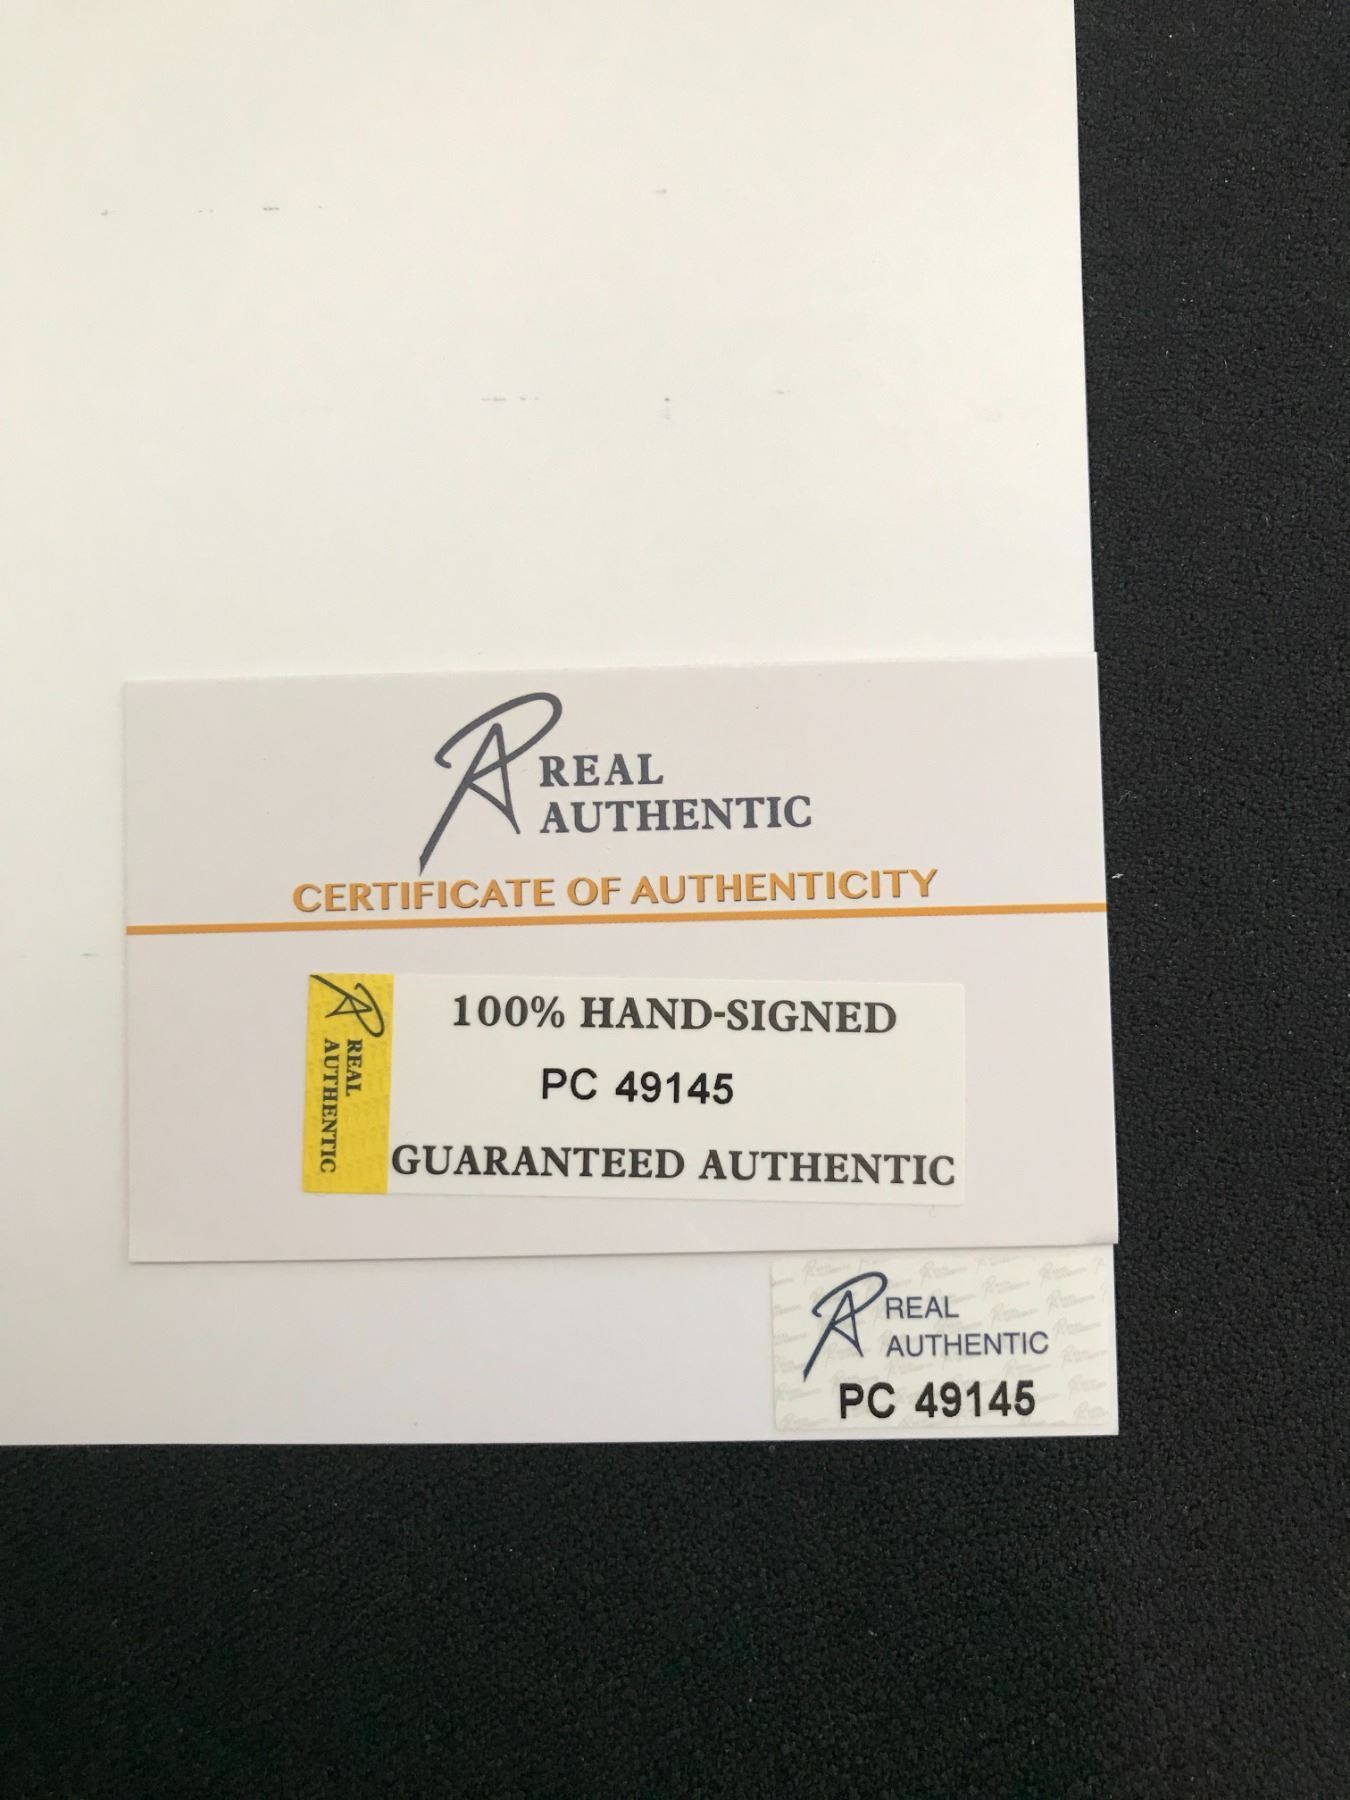 REAL
AUTHENTIC
CERTIFICATE OF AUTHENTICITY
REAL
AUTHENTIC
100% HAND-SIGNED
PC 49145
GUARANTEED AUTHENTIC
REAL
AUTHENTIC
PC 49145